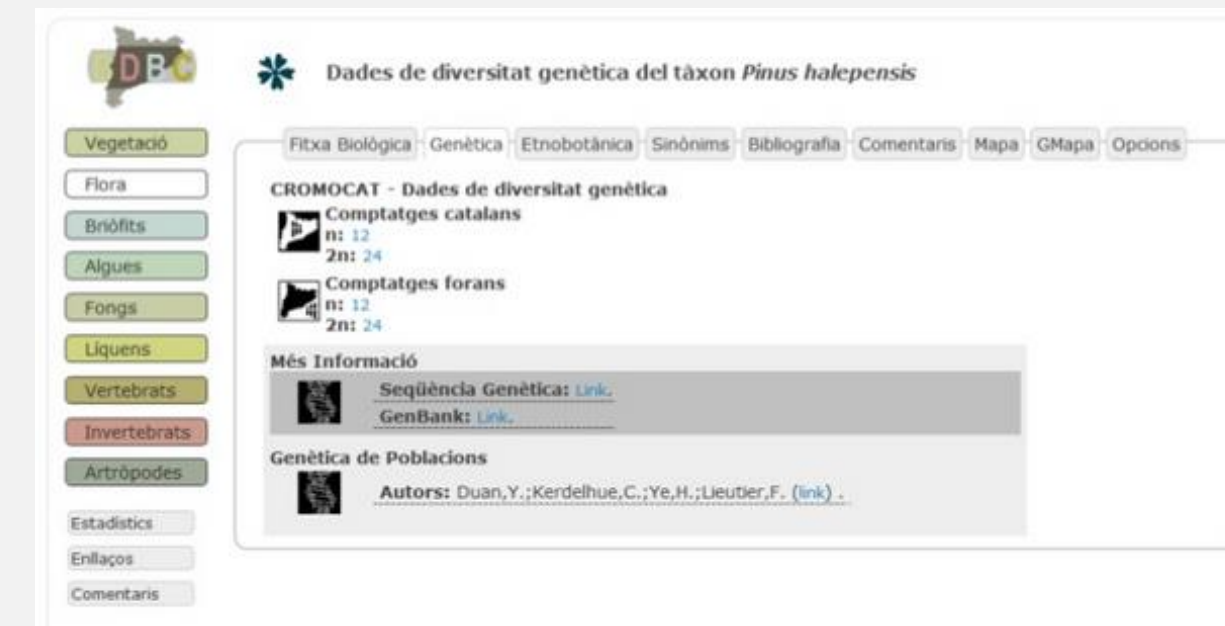 BDBC
Dades de diversitat genètica del tàxon Pinus halepensis
Vegetació
Flora
Briòfits
Algues
Fongs
Líquens
Vertebrats
Invertebrats
Artròpodes
Estadístics
Enllaços
Comentaris
Fitxa Biològica Genètica Etnobotànica Sinònims Bibliografia Comentaris Mapa GMapa Opcions
CROMOCAT - Dades de diversitat genètica
Comptatges catalans
n: 12
2n: 24
Comptatges forans
n: 12
2n: 24
Més Informació
Seqüència Genètica: Link.
GenBank: Link.
Genètica de Poblacions
Autors: Duan,Y.;Kerdelhue,C.;Ye,H.;Lieutier,F. (link) .